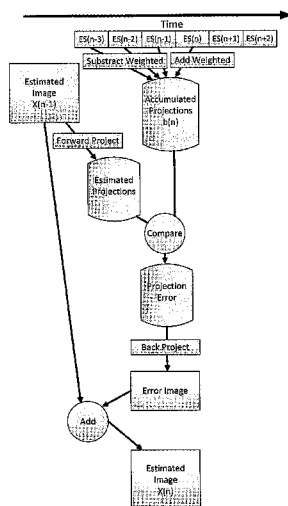 Time
ES(n-3) ES(n-2) ES(n-1) ES(n) ES(n+1) ES(n+2)
Substract Weighted Add Weighted
Estimated
Image
X(n-1)
Accumulated
Projections
b(n)
Forward Project
Estimated
Projections
Compare
Projection
Error
Back Project
Error Image
Add
Estimated
Image
X(n)